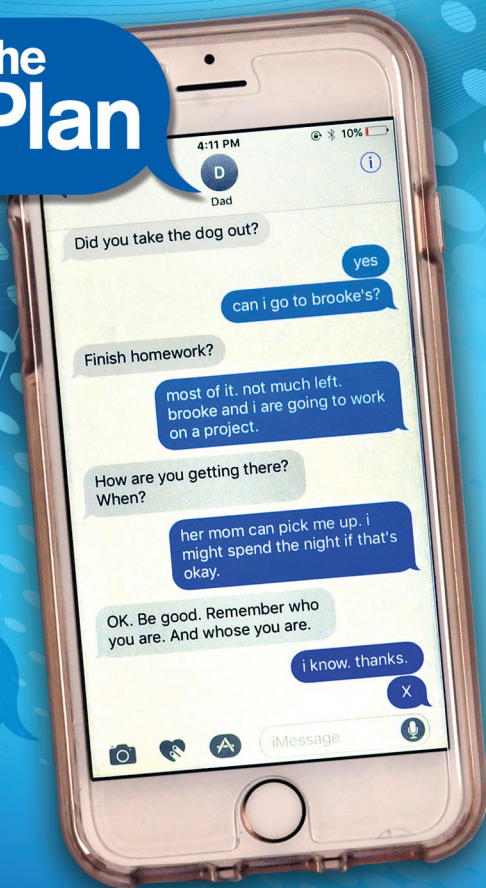 he
Plan
4:11 PM
10%
D
Dad
i
Did you take the dog out?
yes
can i go to brooke's?
Finish homework?
most of it. not much left.
brooke and i are going to work
on a project.
How are you getting there?
When?
her mom can pick me up. i
might spend the night if that's
okay.
OK. Be good. Remember who
you are. And whose you are.
i know. thanks.
X
iMessage